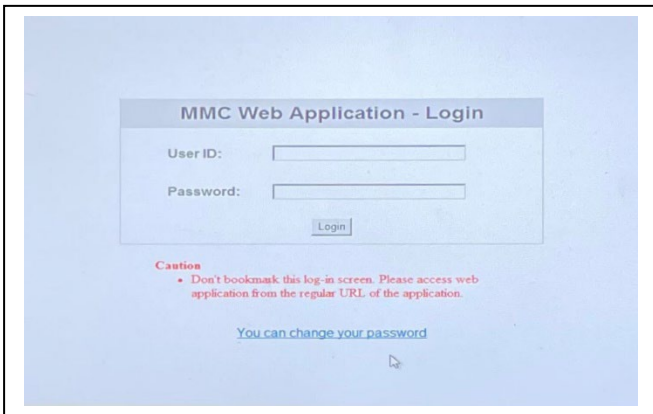 MMC Web Application - Login
User ID:
Password:
Login
Caution
• Don't bookmark this log-in screen. Please access web
application from the regular URL of the application.
You can change your password